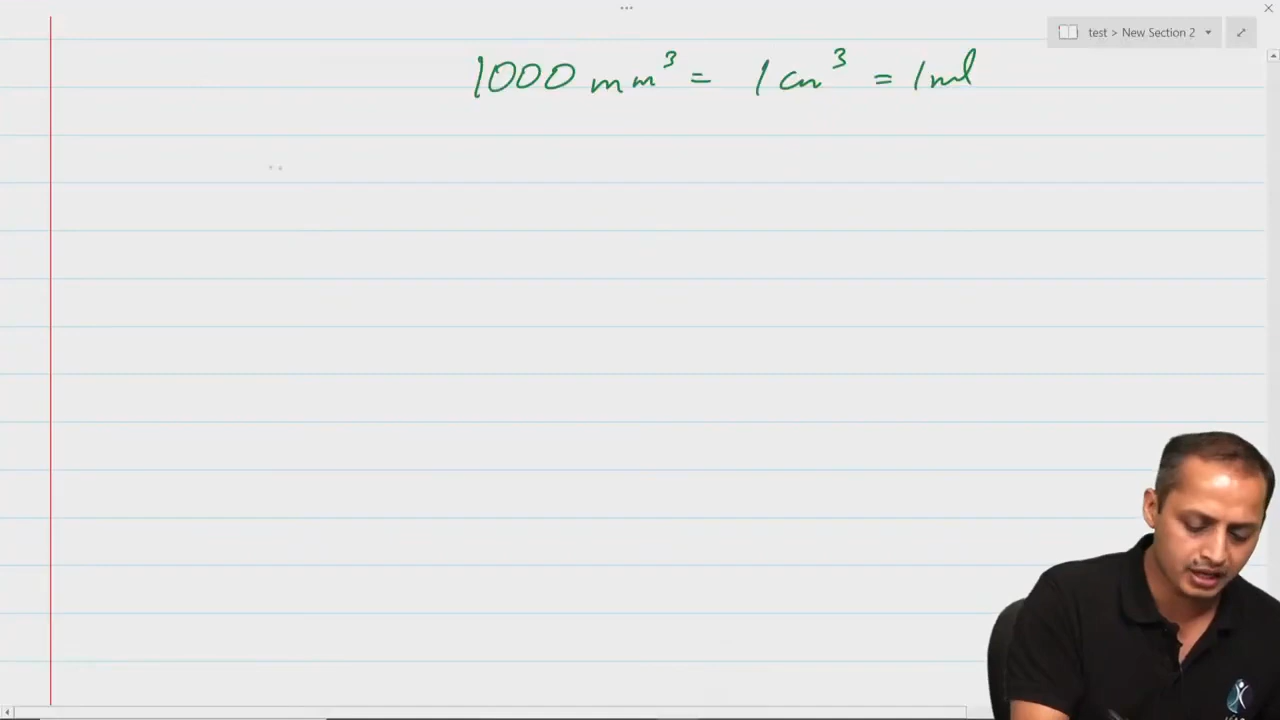 test > New Section 2
1000 mm³ = 1 cm³ = 1 ml